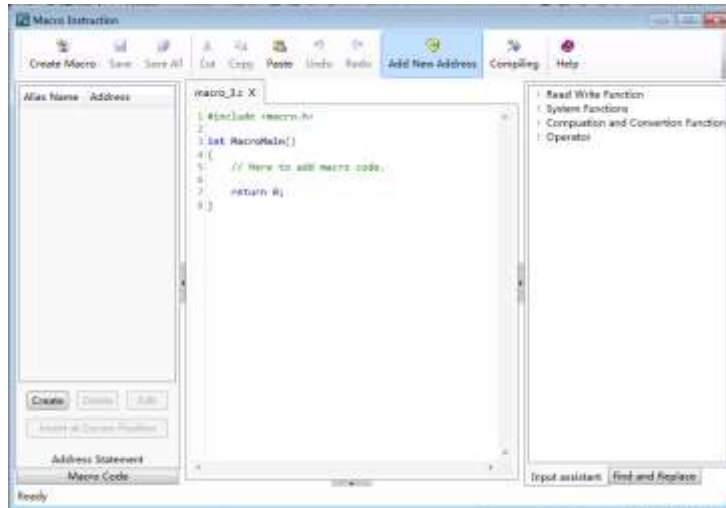 Macro Instruction
Create Macro Save Save All Cut Copy Paste Undo Redo Add New Address Compiling Help
Alias Name Address
macro_3.c X
1 #include <macro.h>
2
3 int MacroMain()
4 {
5 // Here to add macro code.
6
7 return 0;
8 }
Read Write Function
System Functions
Compuation and Convertion Function
Operator
Create Delete Edit
Insert at Cursor Position
Address Statement
Macro Code
Input assistant Find and Replace
Ready